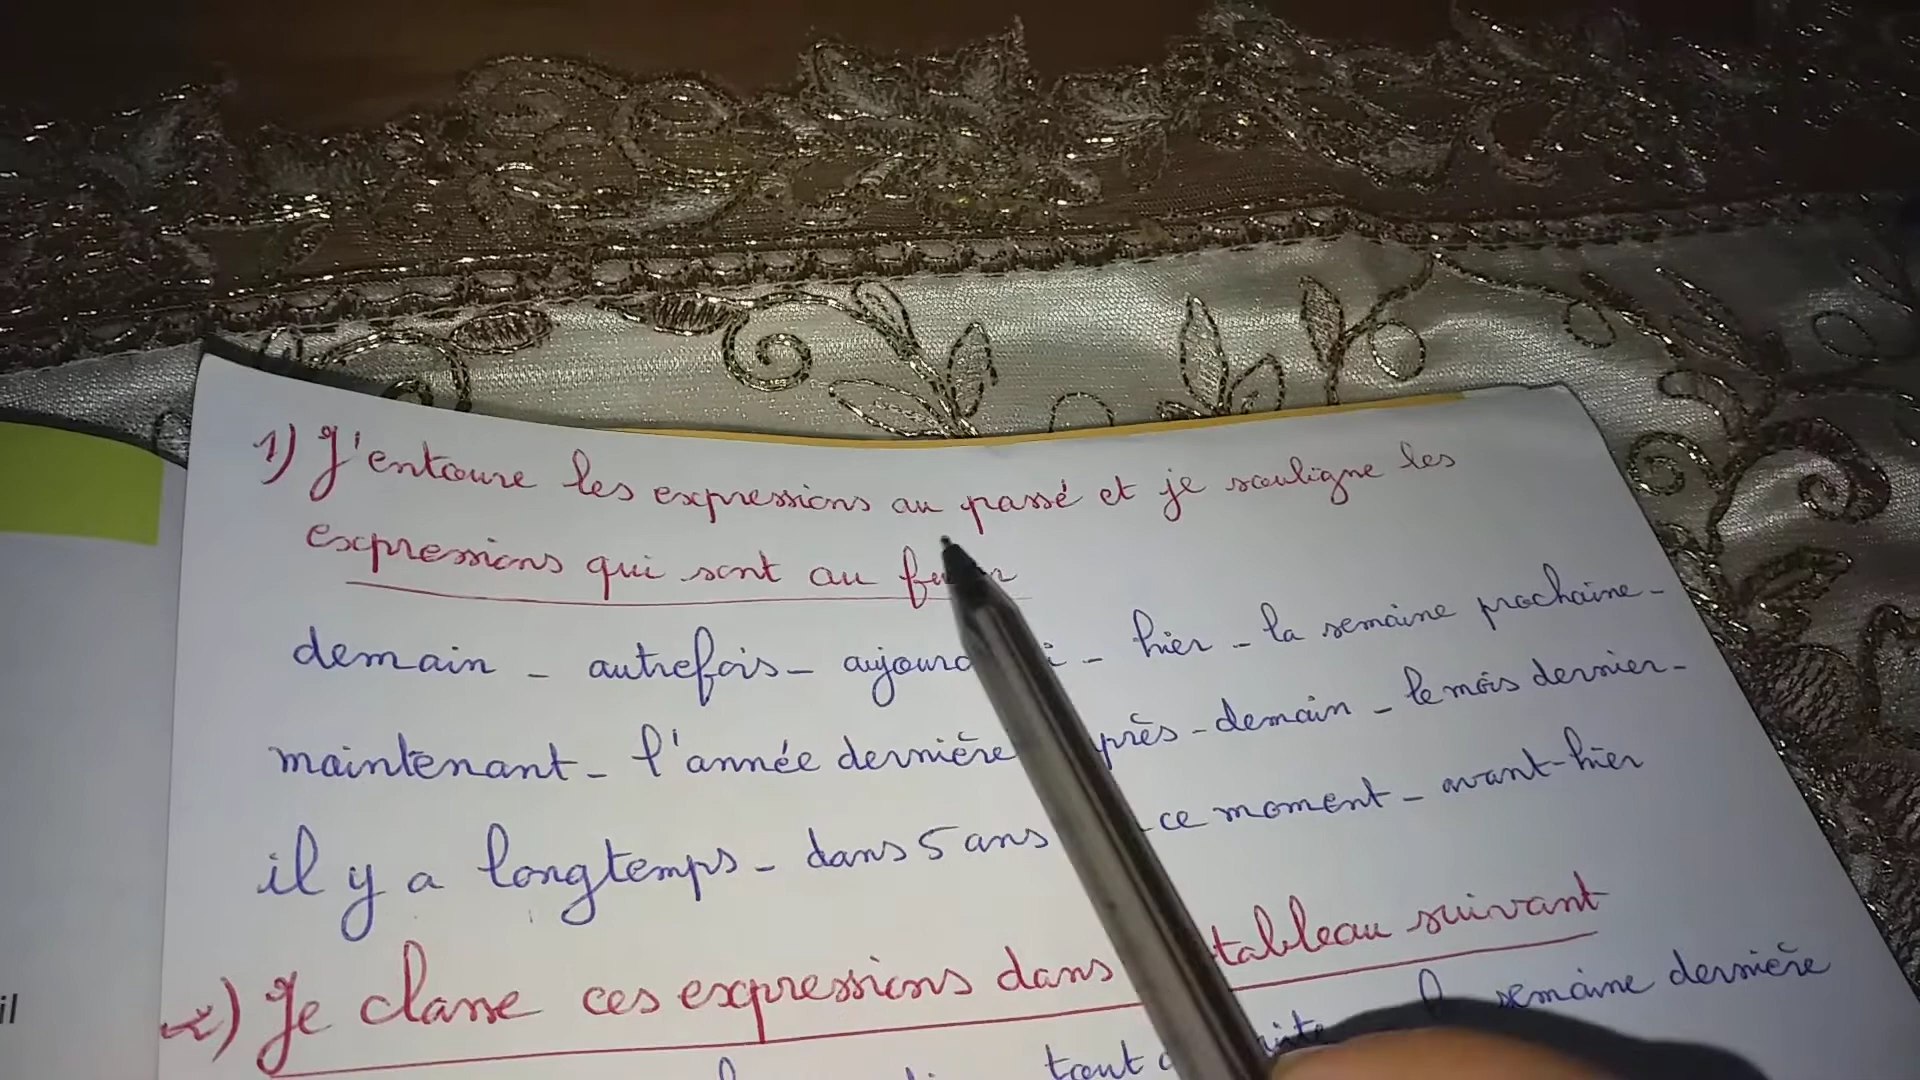 1) J'entoure les expressions au passé et je souligne les
expressions qui sont au
demain - autrefois - - hier - la semaine prochaine -
maintenant - l'année dernière - demain - le mois dernier -
il y a longtemps - dans 5 ans ce moment - avant-hier
2) Je classe ces expressions dans tableau suivant
tout semaine dernière
il